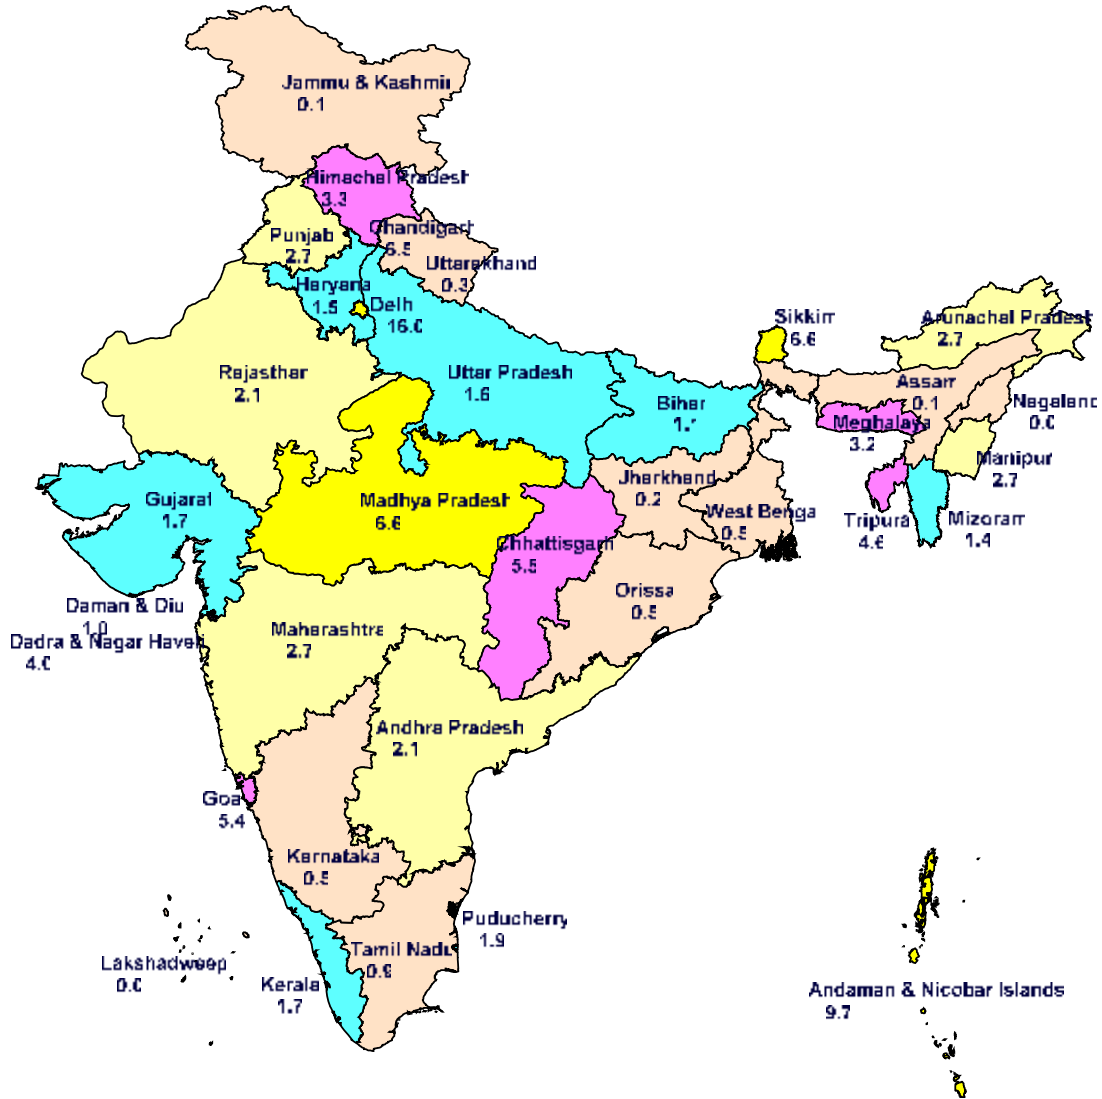 Jammu & Kashmir
0.1
Himachal Pradesh
3.3
Chandigarh
6.5
Punjab
2.7
Uttarakhand
0.3
Haryana
1.5
Delh
16.0
Sikkim
6.6
Arunachal Pradesh
2.7
Rajasthan
2.1
Uttar Pradesh
1.6
Bihar
1.1
Assam
0.1
Nagaland
0.0
Meghalaya
3.2
Manipur
2.7
Jharkhand
0.2
Gujarat
1.7
Madhya Pradesh
6.6
West Benga
0.5
Tripura
4.6
Mizoram
1.4
Chhattisgarh
5.5
Orissa
0.5
Daman & Diu
1.0
Dadra & Nagar Havel
4.0
Maharashtra
2.7
Andhra Pradesh
2.1
Goa
5.4
Karnataka
0.5
Puducherry
1.9
Tamil Nadu
0.9
Lakshadweep
0.0
Kerala
1.7
Andaman & Nicobar Islands
9.7